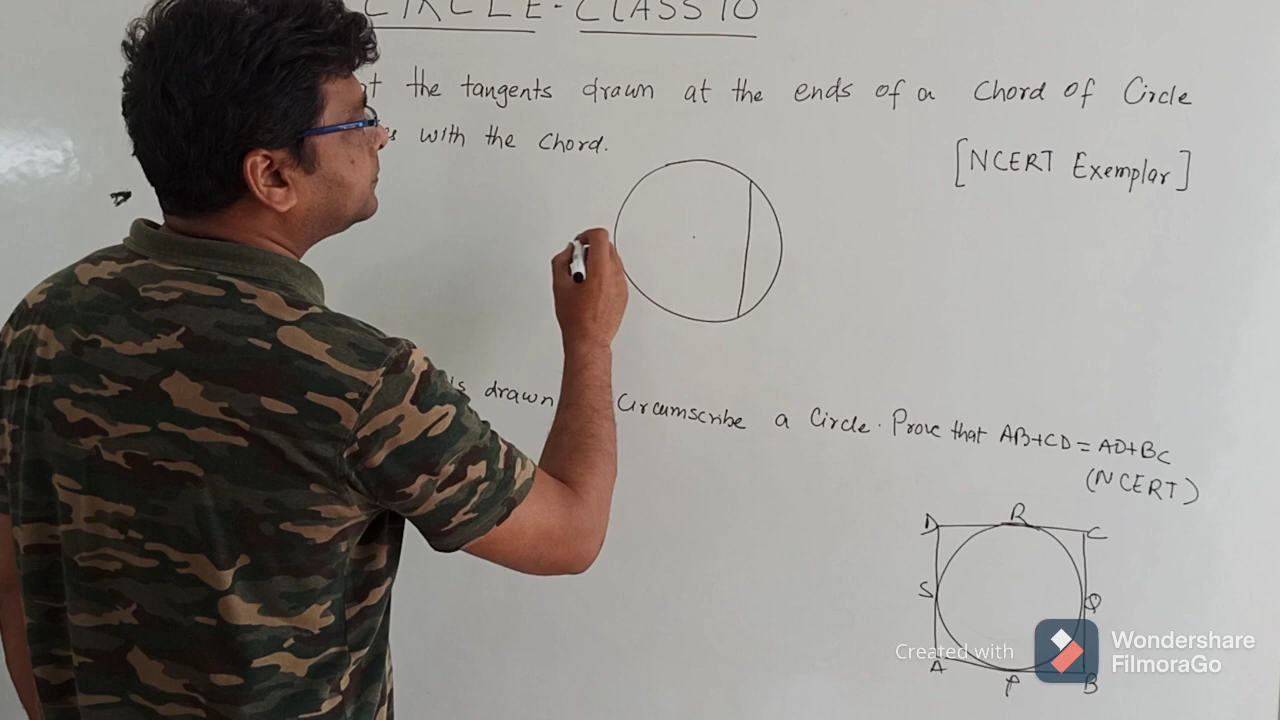 CIRCLE-CLASS 10
the tangents drawn at the ends of a Chord of Circle
with the Chord.
[NCERT Exemplar]
is drawn Circumscribe a Circle. Prove that AB+CD=AD+BC
(NCERT)
D R C
S Q
A P B
Created with Wondershare FilmoraGo